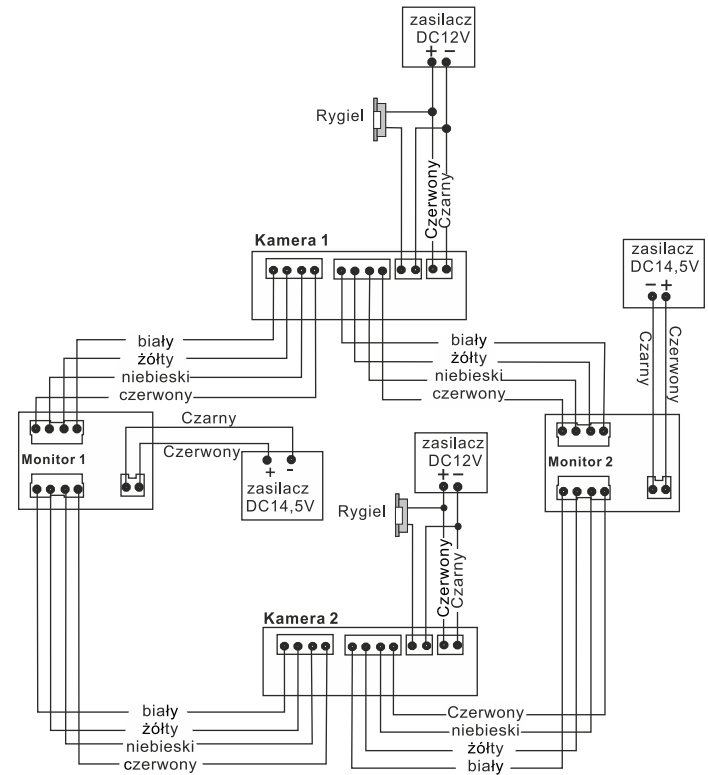 zasilacz
DC12V
+ −
Rygiel
Czerwony
Czarny
Kamera 1
zasilacz
DC14,5V
− +
Czarny
Czerwony
biały
żółty
niebieski
czerwony
biały
żółty
niebieski
czerwony
Monitor 1
Czarny
Czerwony
+ -
zasilacz
DC14,5V
zasilacz
DC12V
+ −
Rygiel
Czerwony
Czarny
Monitor 2
Kamera 2
biały
żółty
niebieski
czerwony
Czerwony
niebieski
żółty
biały